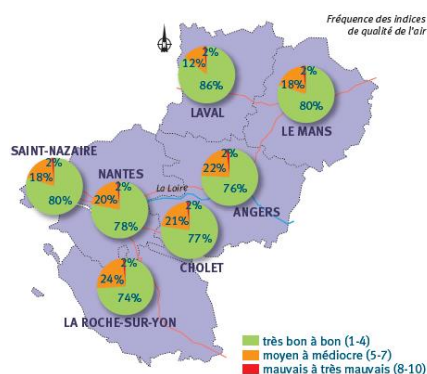 Fréquence des indices
de qualité de l'air
2%
12%
86%
LAVAL
2%
18%
80%
LE MANS
SAINT-NAZAIRE
2%
18%
80%
NANTES
2%
20%
78%
La Loire
2%
22%
76%
ANGERS
2%
21%
77%
CHOLET
2%
24%
74%
LA ROCHE-SUR-YON
très bon à bon (1-4)
moyen à médiocre (5-7)
mauvais à très mauvais (8-10)